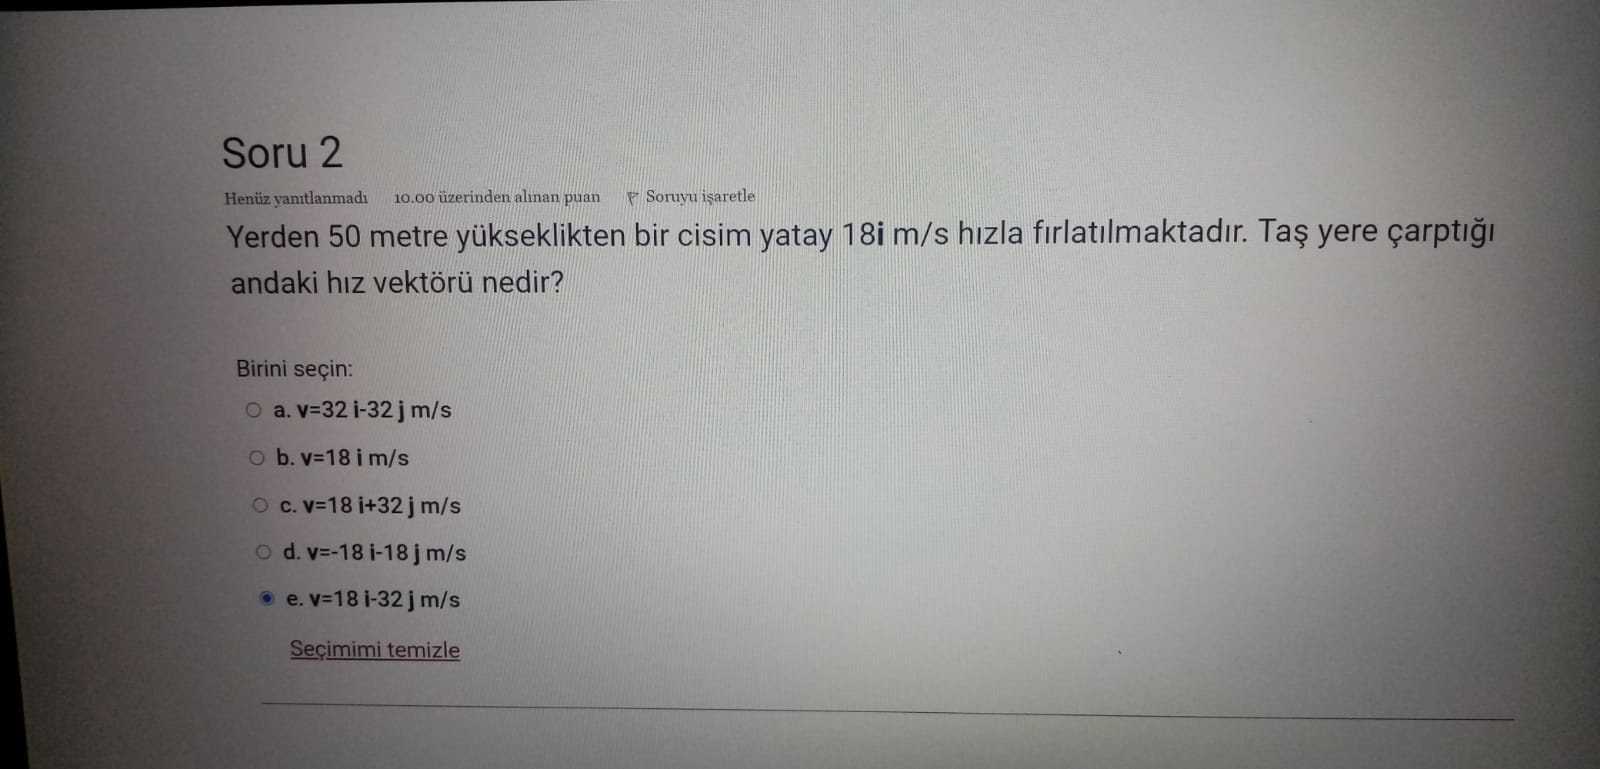 Soru 2
Henüz yanıtlanmadı 10.00 üzerinden alınan puan Soruyu işaretle
Yerden 50 metre yükseklikten bir cisim yatay 18i m/s hızla fırlatılmaktadır. Taş yere çarptığı
andaki hız vektörü nedir?
Birini seçin:
a. v=32 i-32 j m/s
b. v=18 i m/s
c. v=18 i+32 j m/s
d. v=-18 i-18 j m/s
e. v=18 i-32 j m/s
Seçimimi temizle